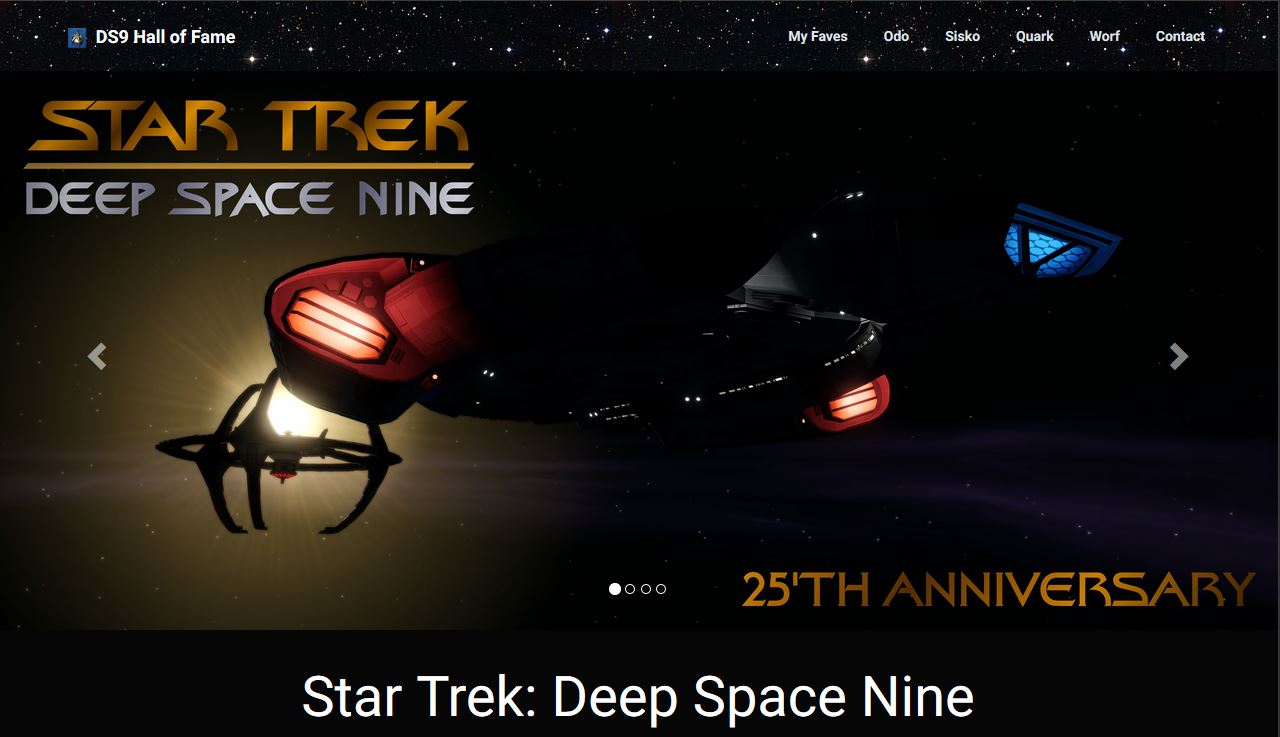 DS9 Hall of Fame
My Faves Odo Sisko Quark Worf Contact
STAR TREK
DEEP SPACE NINE
25'TH ANNIVERSARY
Star Trek: Deep Space Nine